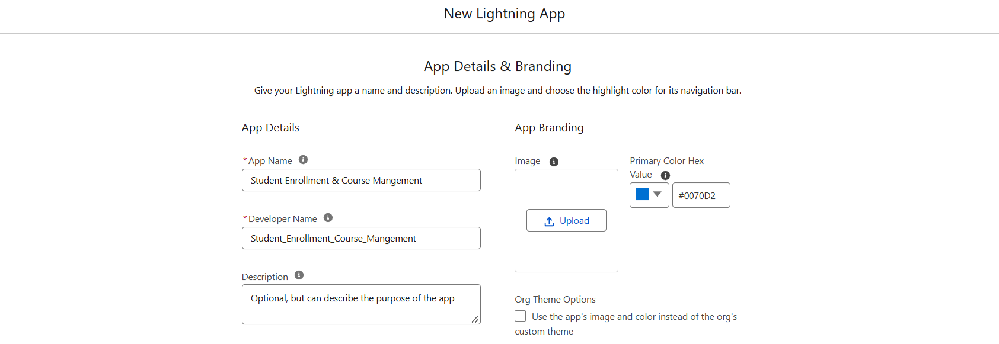 New Lightning App
App Details & Branding
Give your Lightning app a name and description. Upload an image and choose the highlight color for its navigation bar.
App Details
*App Name
Student Enrollment & Course Mangement
*Developer Name
Student_Enrollment_Course_Mangement
Description
Optional, but can describe the purpose of the app
App Branding
Image
Upload
Primary Color Hex
Value
#0070D2
Org Theme Options
Use the app's image and color instead of the org's
custom theme